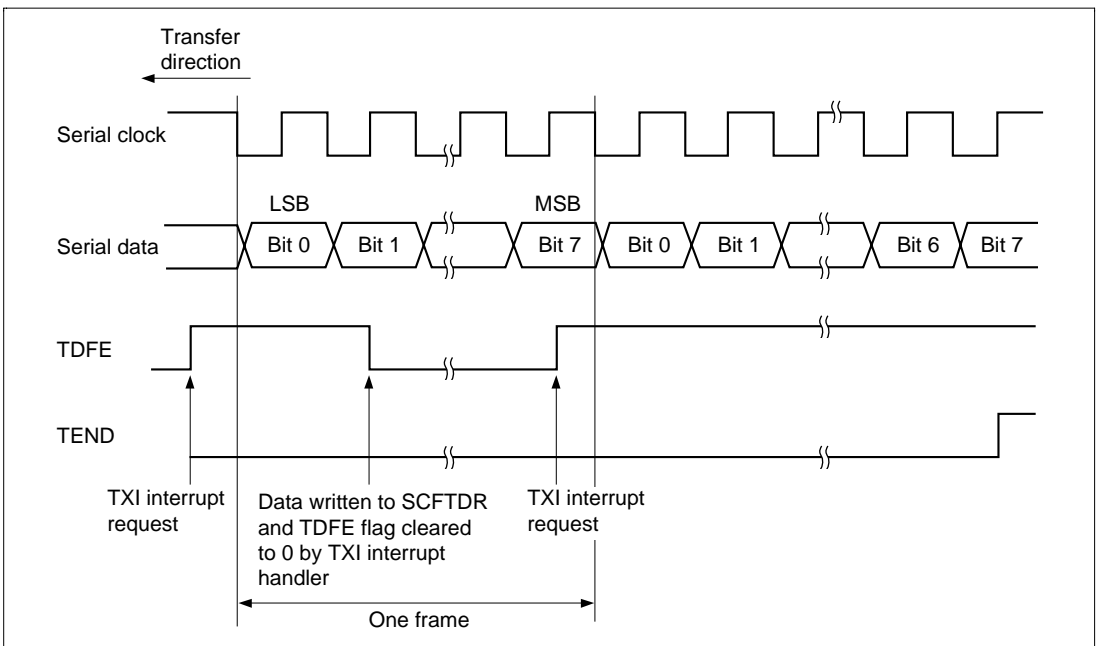 Transfer
direction
Serial clock
LSB
MSB
Serial data
Bit 0
Bit 1
Bit 7
Bit 0
Bit 1
Bit 6
Bit 7
TDFE
TEND
TXI interrupt
request
Data written to SCFTDR
and TDFE flag cleared
to 0 by TXI interrupt
handler
TXI interrupt
request
One frame